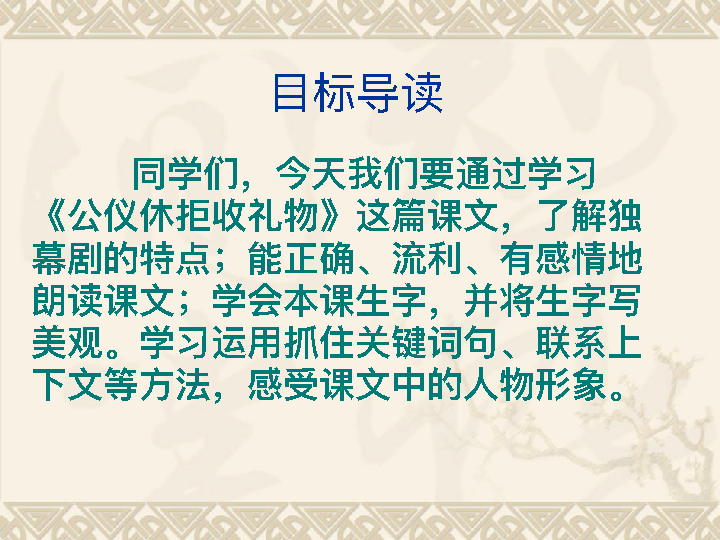 目标导读
同学们，今天我们要通过学习
《公仪休拒收礼物》这篇课文，了解独
幕剧的特点；能正确、流利、有感情地
朗读课文；学会本课生字，并将生字写
美观。学习运用抓住关键词句、联系上
下文等方法，感受课文中的人物形象。